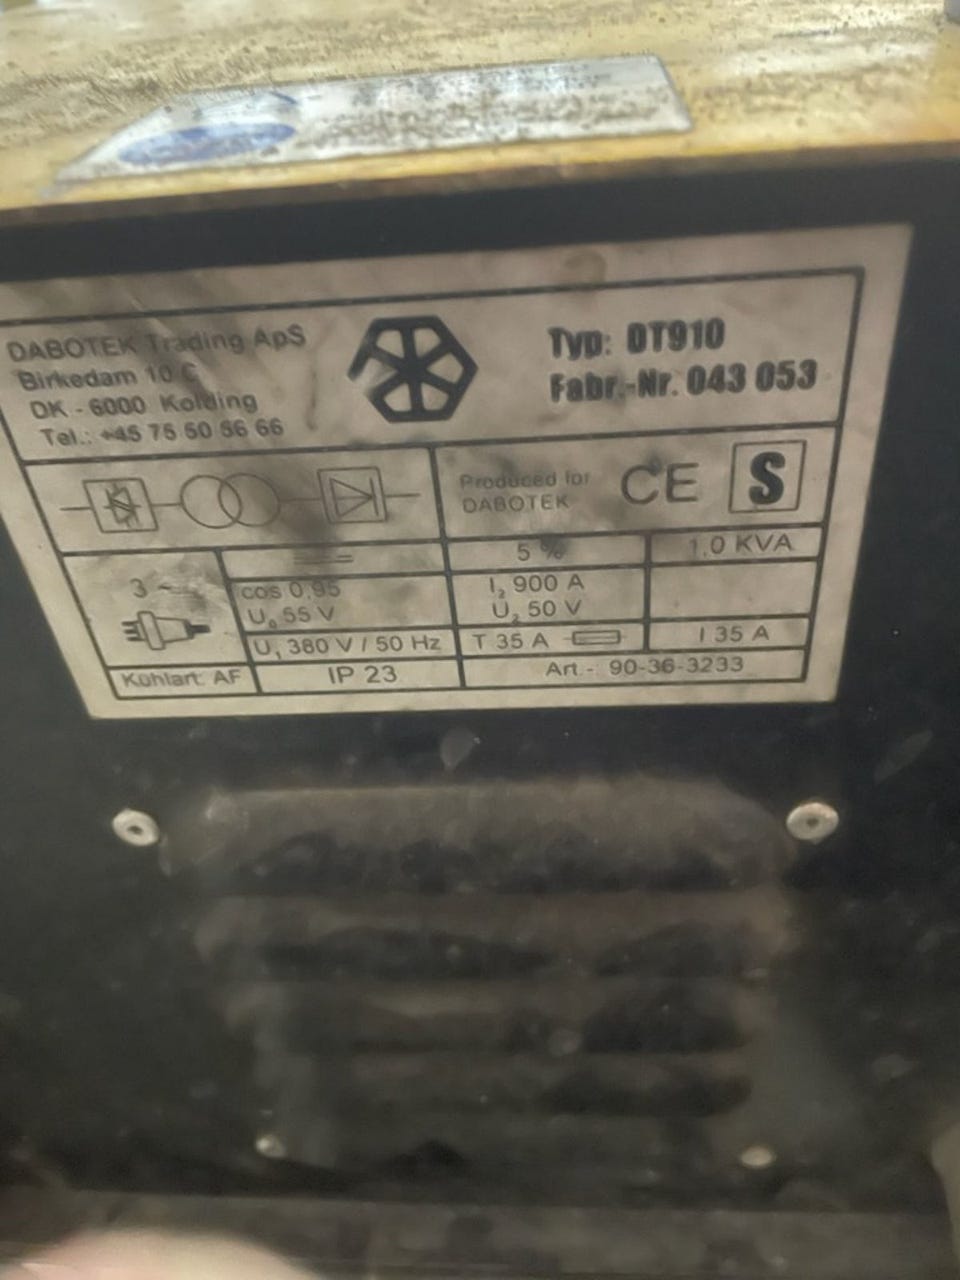 DABOTEK Trading ApS
Birkedam 10 C
DK - 6000 Kolding
Tel.: +45 75 50 56 66
Typ: DT910
Fabr.-Nr. 043 053
Produced for
DABOTEK
CE
S
5 %
1.0 KVA
3 ~
cos 0,95
U₀ 55 V
I₂ 900 A
U₂ 50 V
U₁ 380 V / 50 Hz
T 35 A
I 35 A
Kühlart: AF
IP 23
Art.-: 90-36-3233